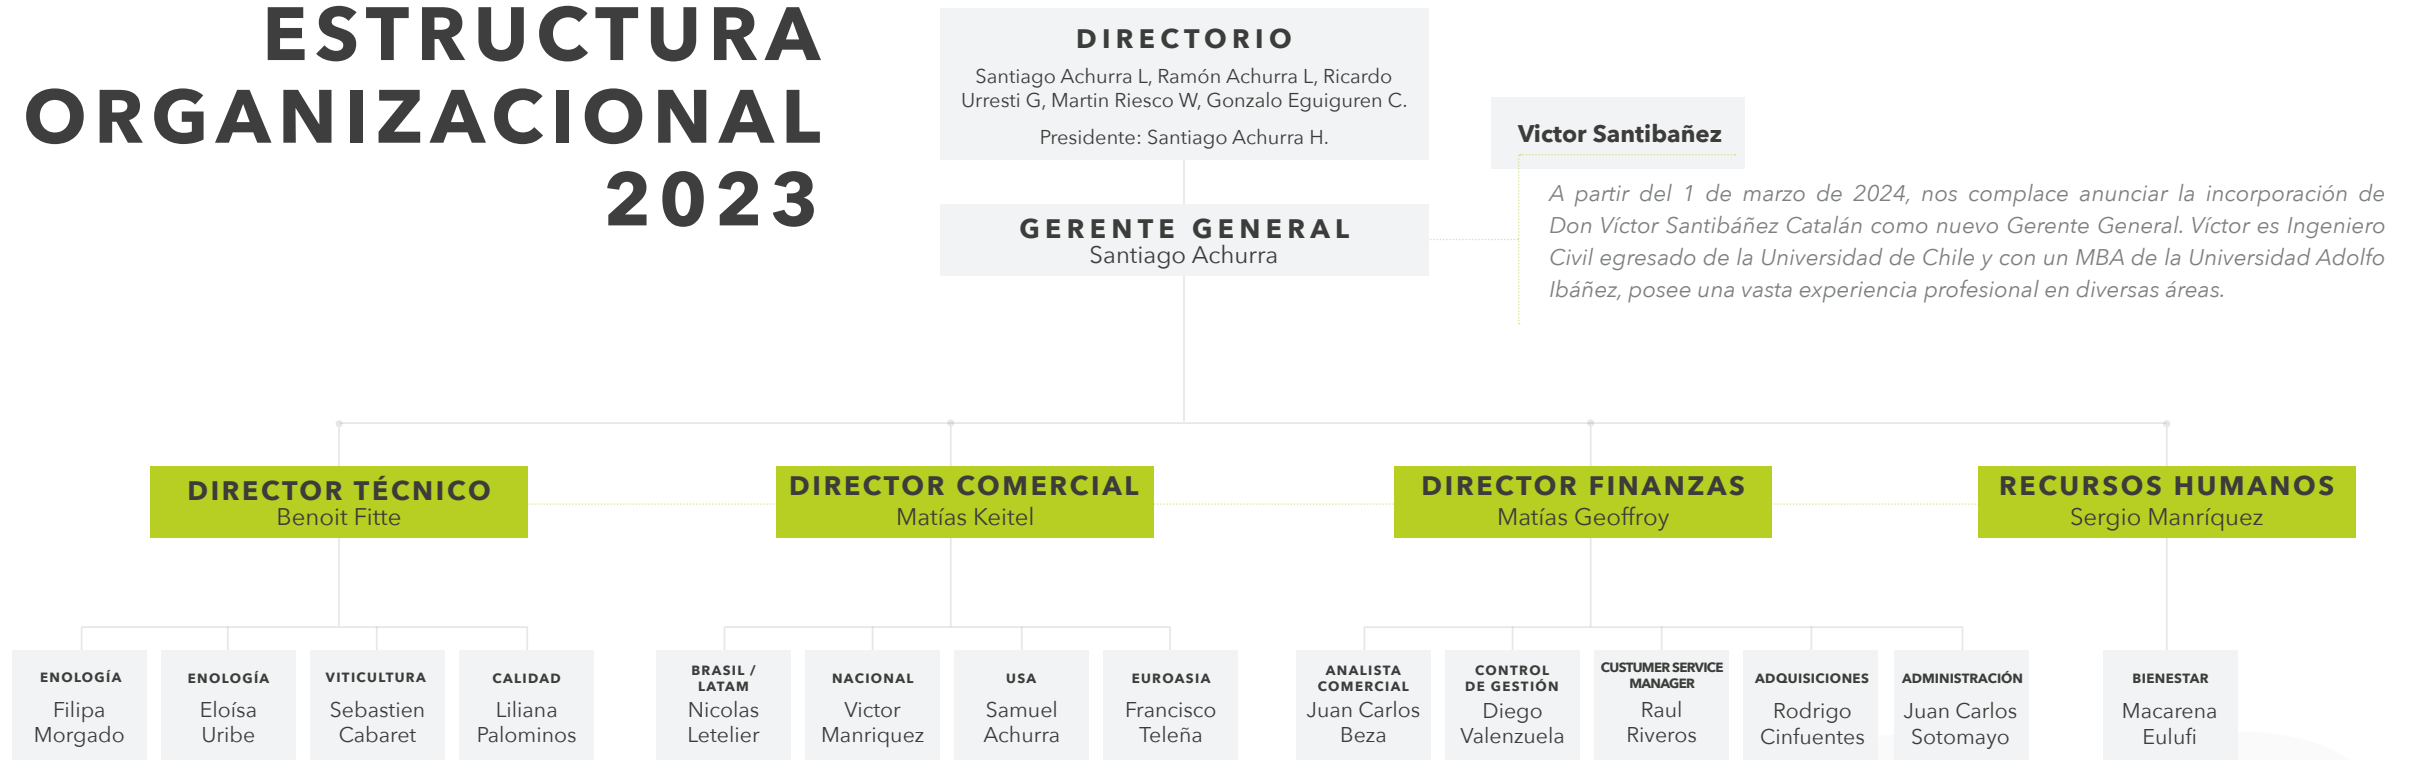 ESTRUCTURA
ORGANIZACIONAL
2023
DIRECTORIO
Santiago Achurra L, Ramón Achurra L, Ricardo
Urresti G, Martin Riesco W, Gonzalo Eguiguren C.
Presidente: Santiago Achurra H.
GERENTE GENERAL
Santiago Achurra
Victor Santibañez
A partir del 1 de marzo de 2024, nos complace anunciar la incorporación de
Don Víctor Santibáñez Catalán como nuevo Gerente General. Víctor es Ingeniero
Civil egresado de la Universidad de Chile y con un MBA de la Universidad Adolfo
Ibáñez, posee una vasta experiencia profesional en diversas áreas.
DIRECTOR TÉCNICO
Benoit Fitte
DIRECTOR COMERCIAL
Matías Keitel
DIRECTOR FINANZAS
Matías Geoffroy
RECURSOS HUMANOS
Sergio Manríquez
ENOLOGÍA
Filipa
Morgado
ENOLOGÍA
Eloísa
Uribe
VITICULTURA
Sebastien
Cabaret
CALIDAD
Liliana
Palominos
BRASIL /
LATAM
Nicolas
Letelier
NACIONAL
Victor
Manriquez
USA
Samuel
Achurra
EUROASIA
Francisco
Teleña
ANALISTA
COMERCIAL
Juan Carlos
Beza
CONTROL
DE GESTIÓN
Diego
Valenzuela
CUSTUMER SERVICE
MANAGER
Raul
Riveros
ADQUISICIONES
Rodrigo
Cinfuentes
ADMINISTRACIÓN
Juan Carlos
Sotomayo
BIENESTAR
Macarena
Eulufi